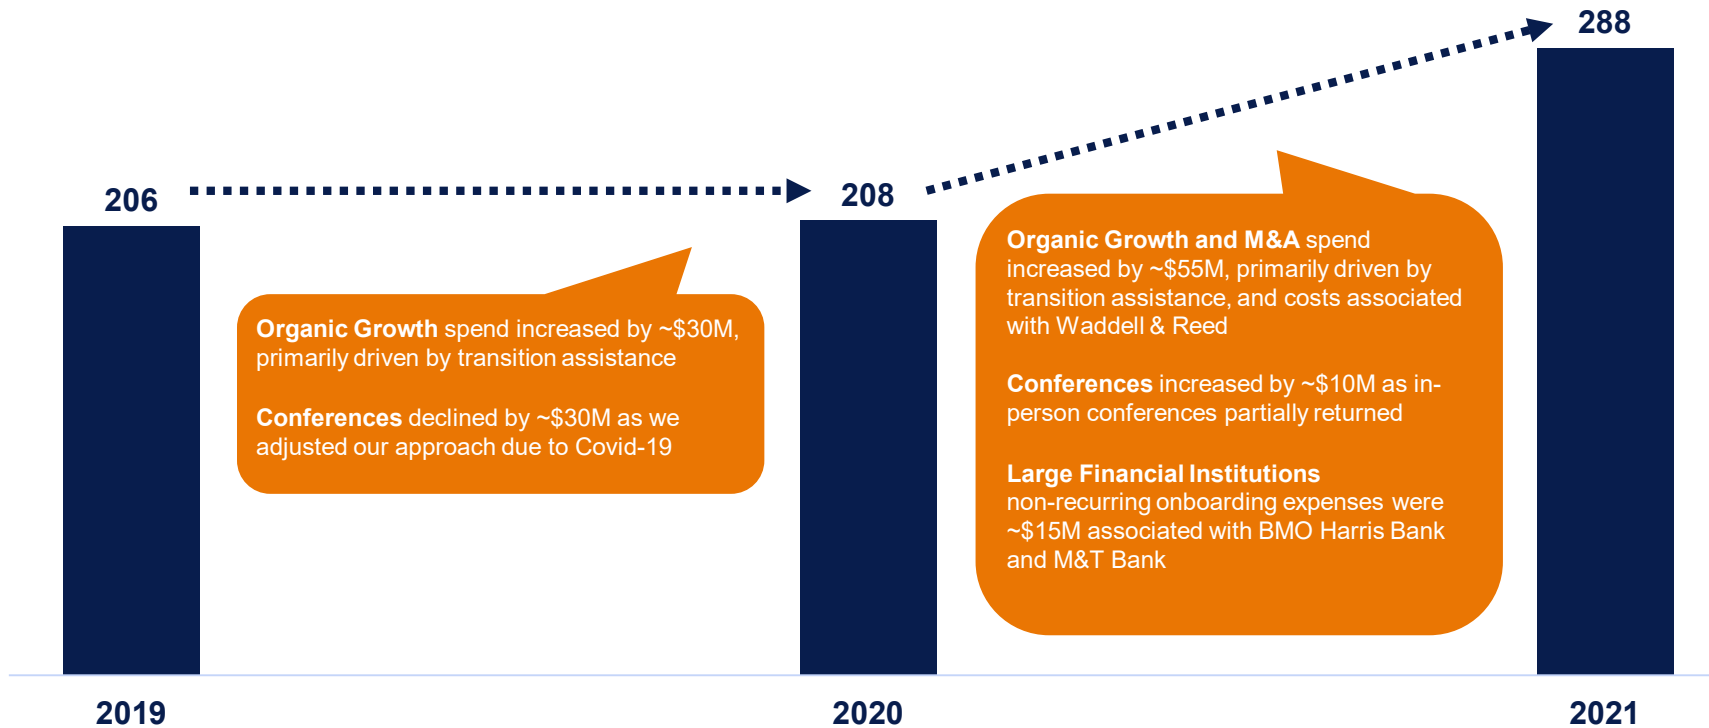 288
206
208
Organic Growth spend increased by ~$30M,
primarily driven by transition assistance
Conferences declined by ~$30M as we
adjusted our approach due to Covid-19
Organic Growth and M&A spend
increased by ~$55M, primarily driven by
transition assistance, and costs associated
with Waddell & Reed
Conferences increased by ~$10M as in-
person conferences partially returned
Large Financial Institutions
non-recurring onboarding expenses were
~$15M associated with BMO Harris Bank
and M&T Bank
2019
2020
2021